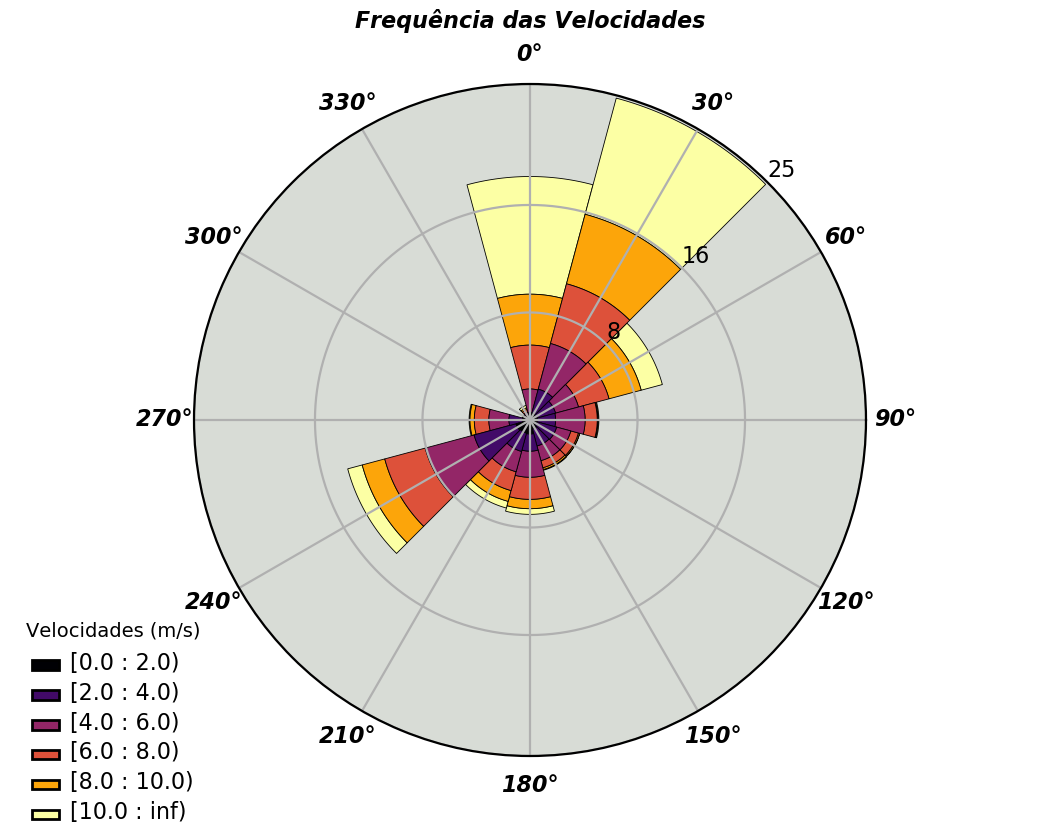 Frequência das Velocidades
0°
330°
30°
25
300°
60°
16
8
270°
90°
240°
120°
210°
150°
180°
Velocidades (m/s)
[0.0 : 2.0)
[2.0 : 4.0)
[4.0 : 6.0)
[6.0 : 8.0)
[8.0 : 10.0)
[10.0 : inf)